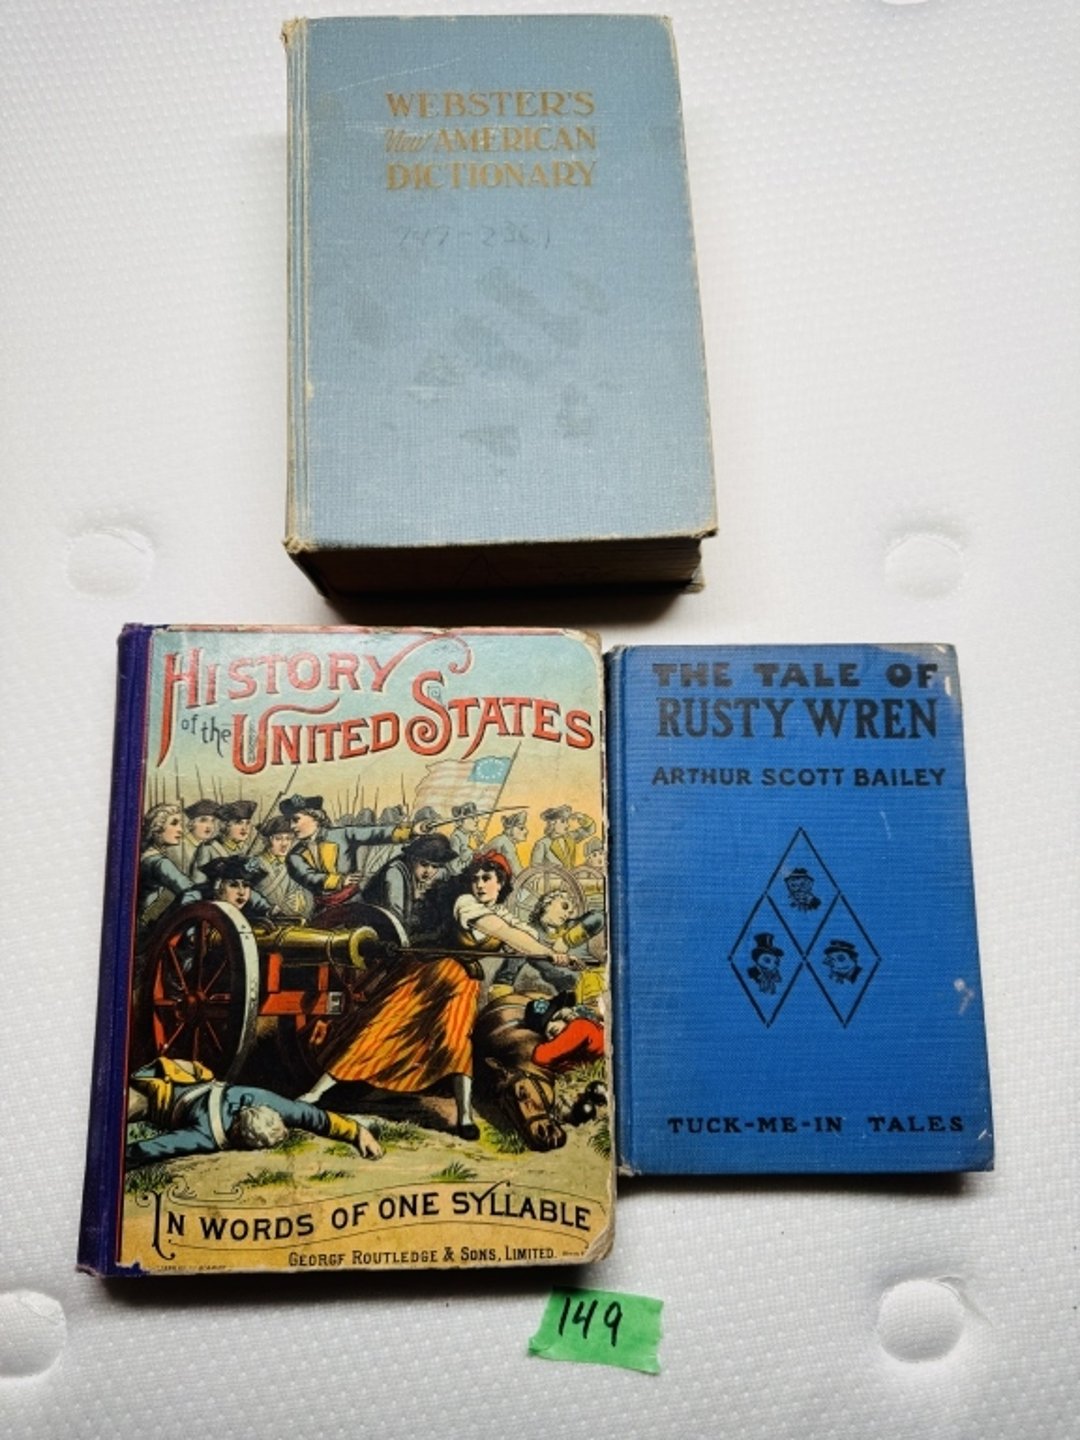 WEBSTER'S
New AMERICAN
DICTIONARY
HISTORY
of the UNITED STATES
IN WORDS OF ONE SYLLABLE
GEORGE ROUTLEDGE & SONS, LIMITED.
THE TALE OF
RUSTY WREN
ARTHUR SCOTT BAILEY
TUCK-ME-IN TALES
149